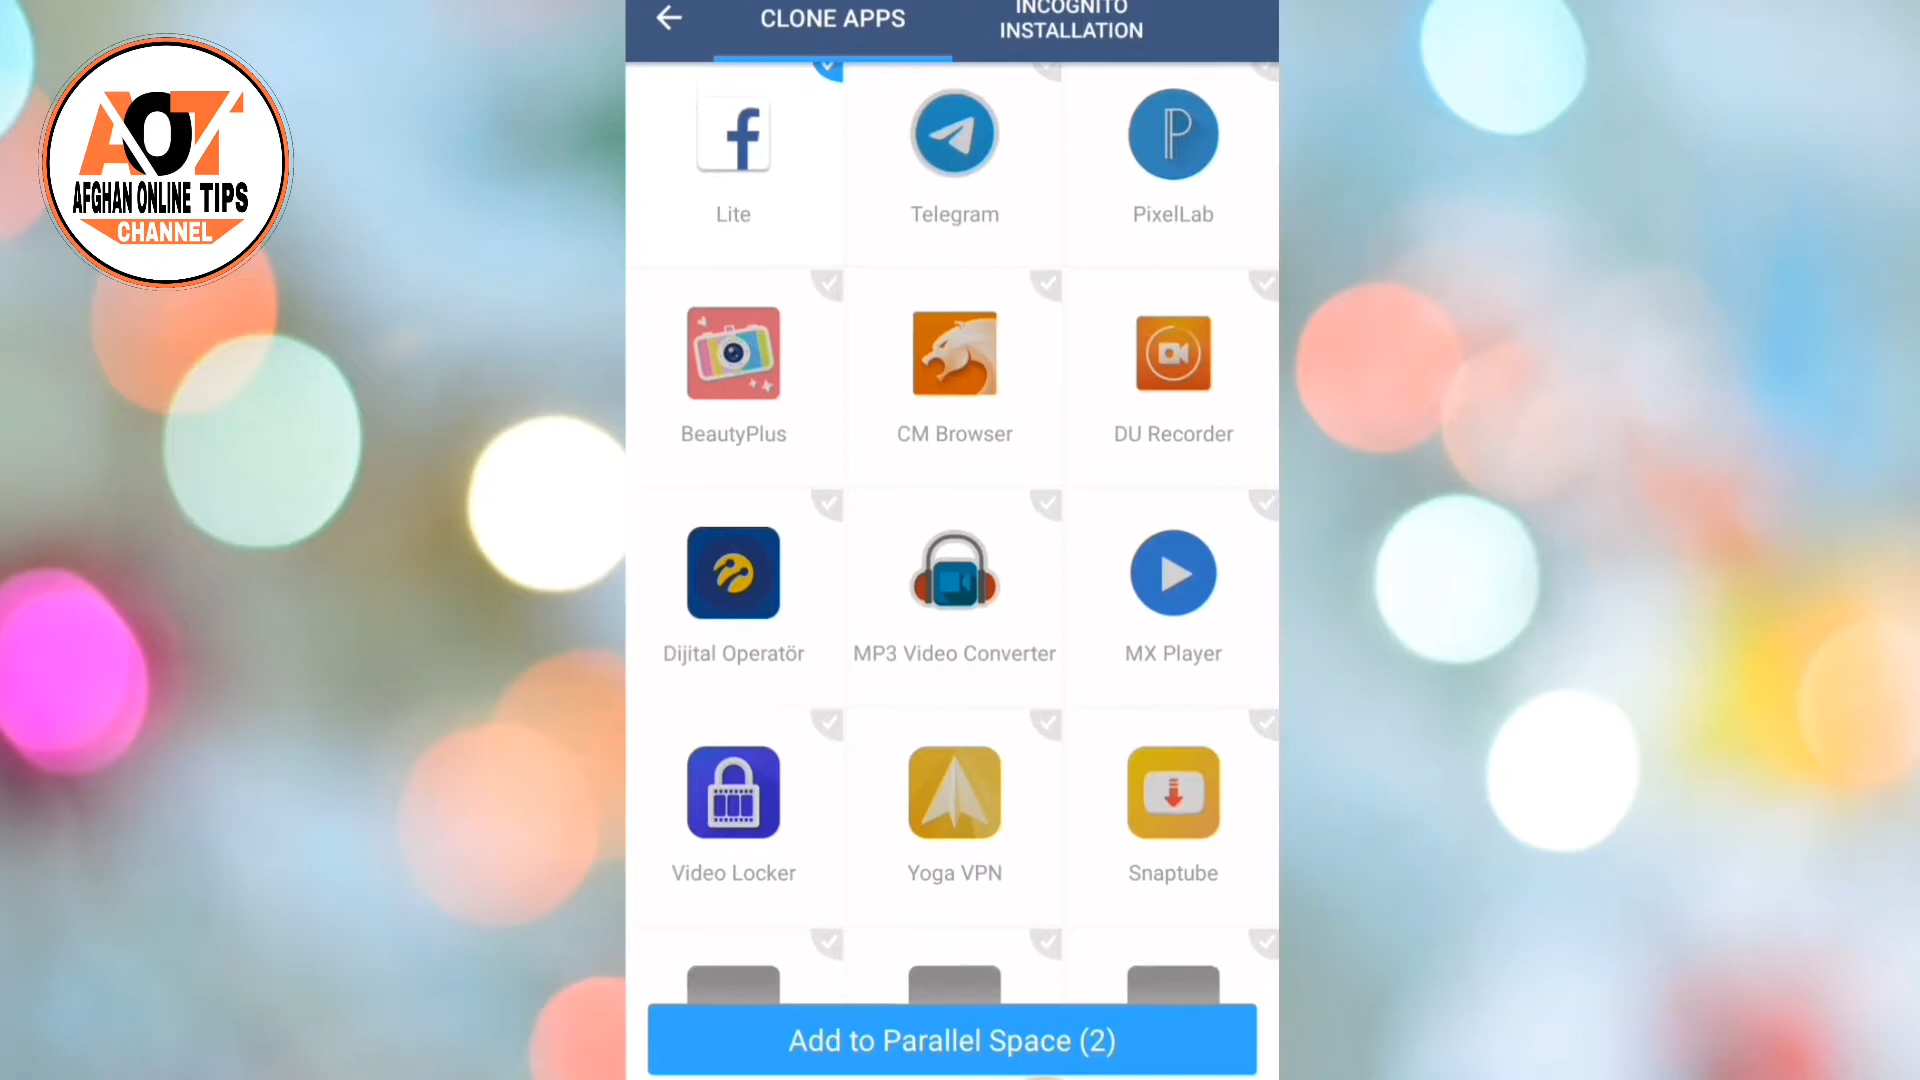 AOT
AFGHAN ONLINE TIPS
CHANNEL
CLONE APPS
INCOGNITO
INSTALLATION
Lite
Telegram
PixelLab
BeautyPlus
CM Browser
DU Recorder
Dijital Operatör
MP3 Video Converter
MX Player
Video Locker
Yoga VPN
Snaptube
Add to Parallel Space (2)